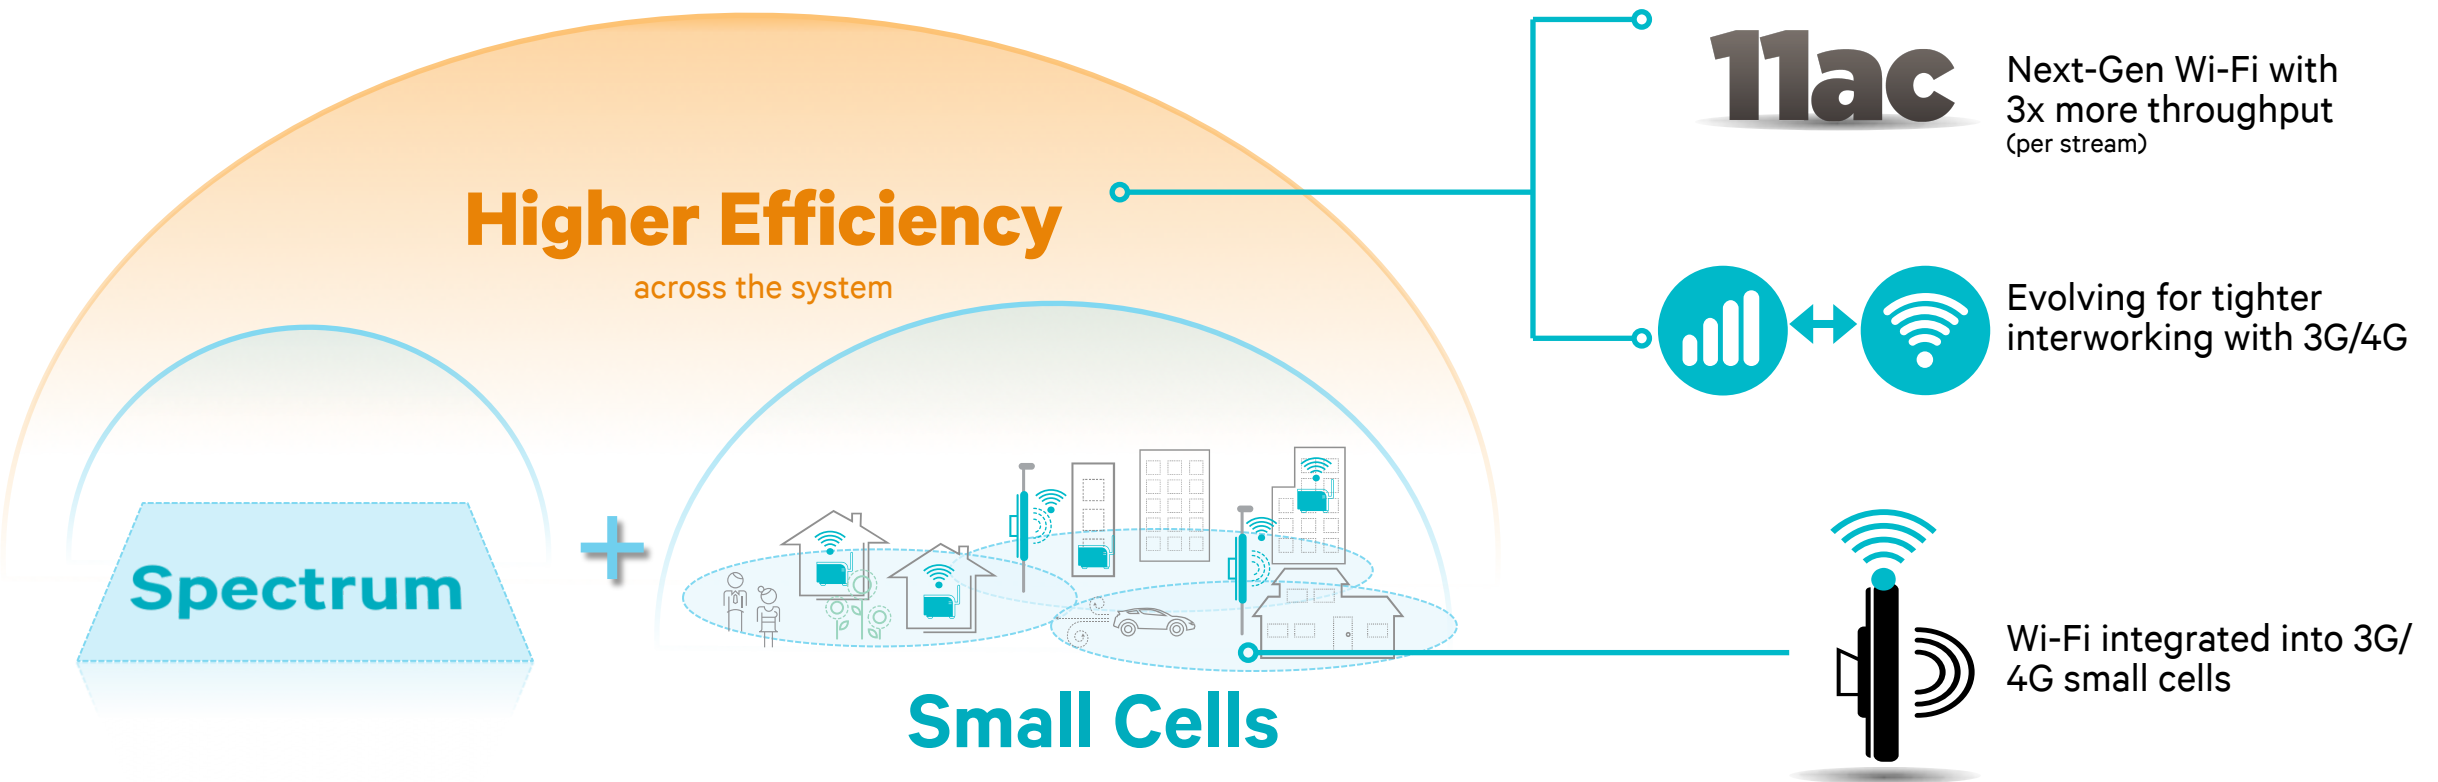 Higher Efficiency
across the system
Spectrum
+
Small Cells
11ac
Next-Gen Wi-Fi with
3x more throughput
(per stream)
Evolving for tighter
interworking with 3G/4G
Wi-Fi integrated into 3G/
4G small cells